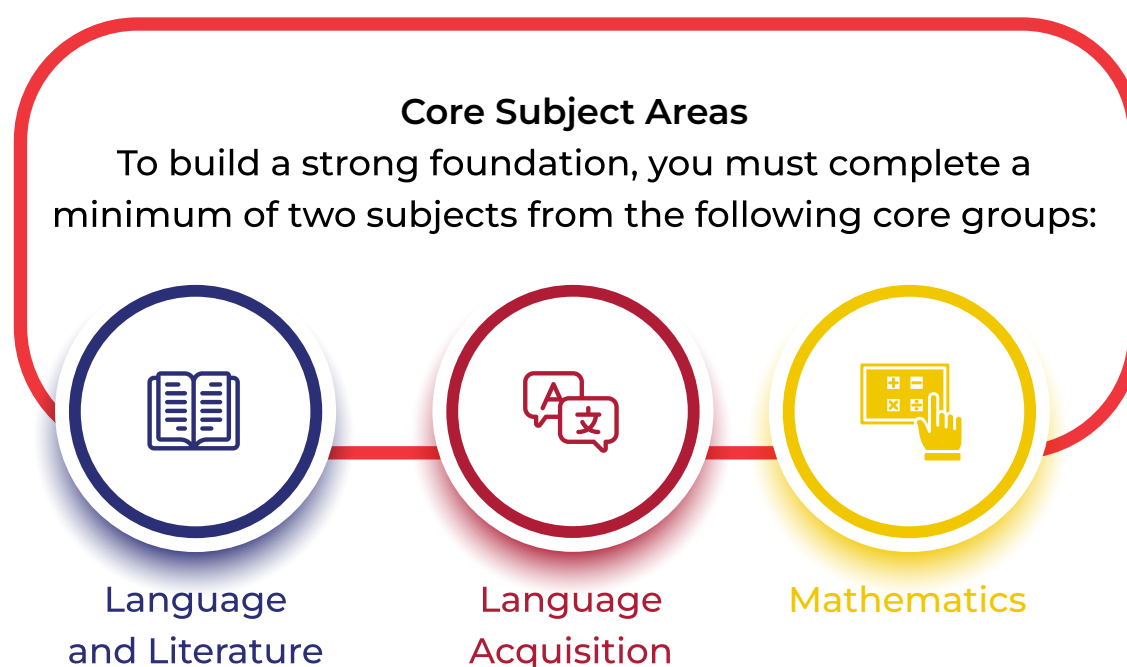 Core Subject Areas
To build a strong foundation, you must complete a
minimum of two subjects from the following core groups:
A 文
Language
and Literature
Language
Acquisition
Mathematics